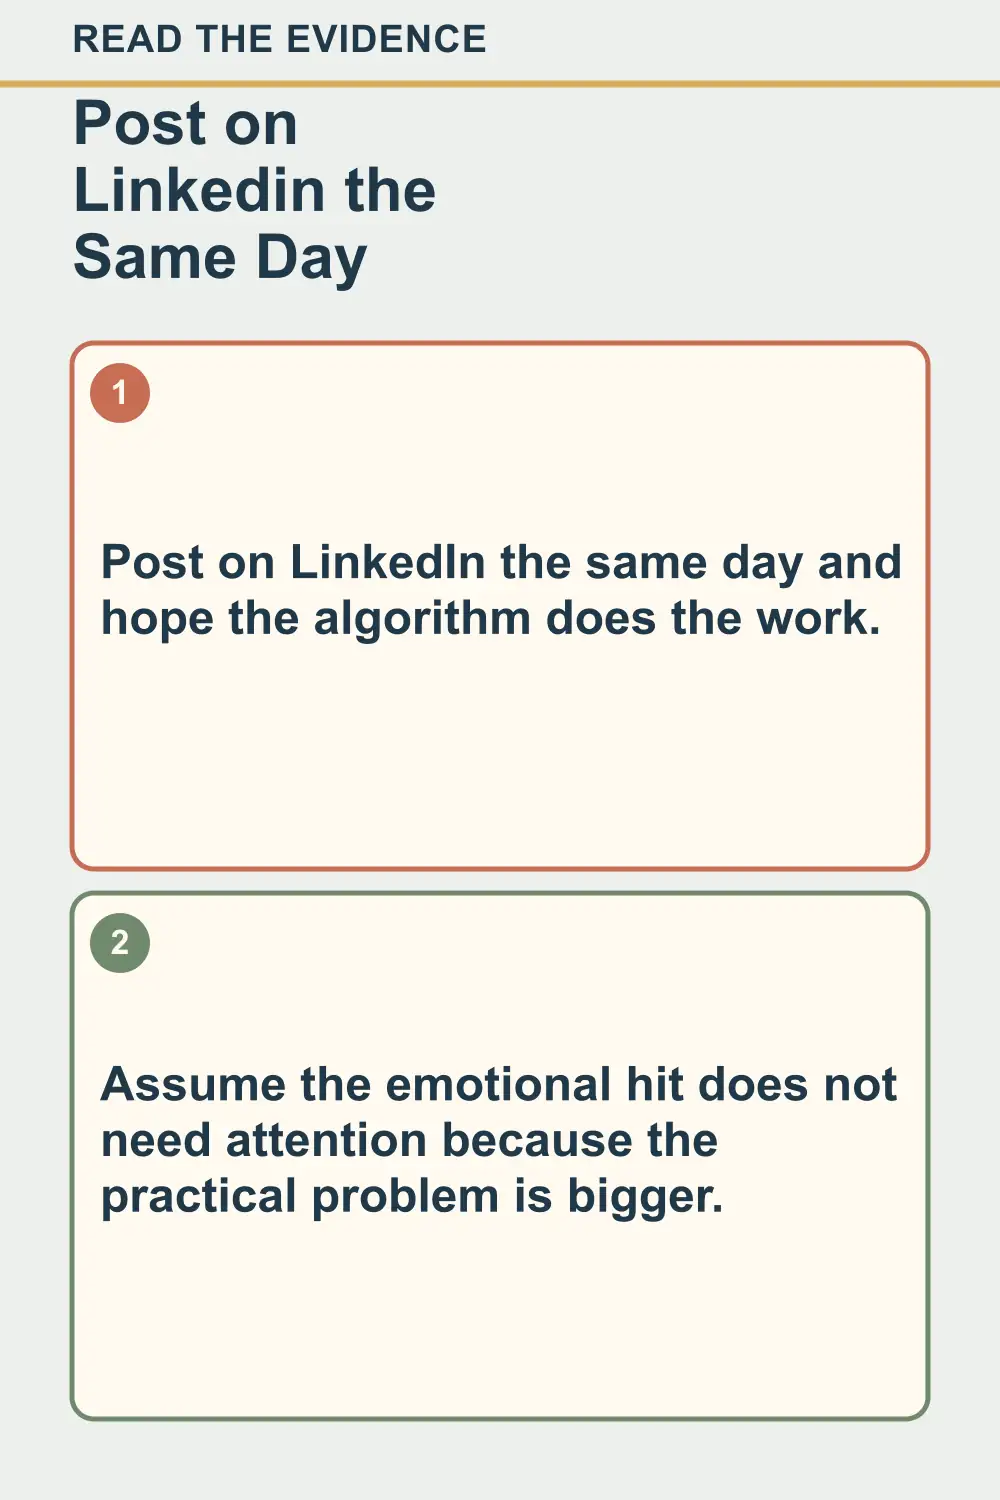 READ THE EVIDENCE
Post on
Linkedin the
Same Day
1
Post on LinkedIn the same day and
hope the algorithm does the work.
2
Assume the emotional hit does not
need attention because the
practical problem is bigger.